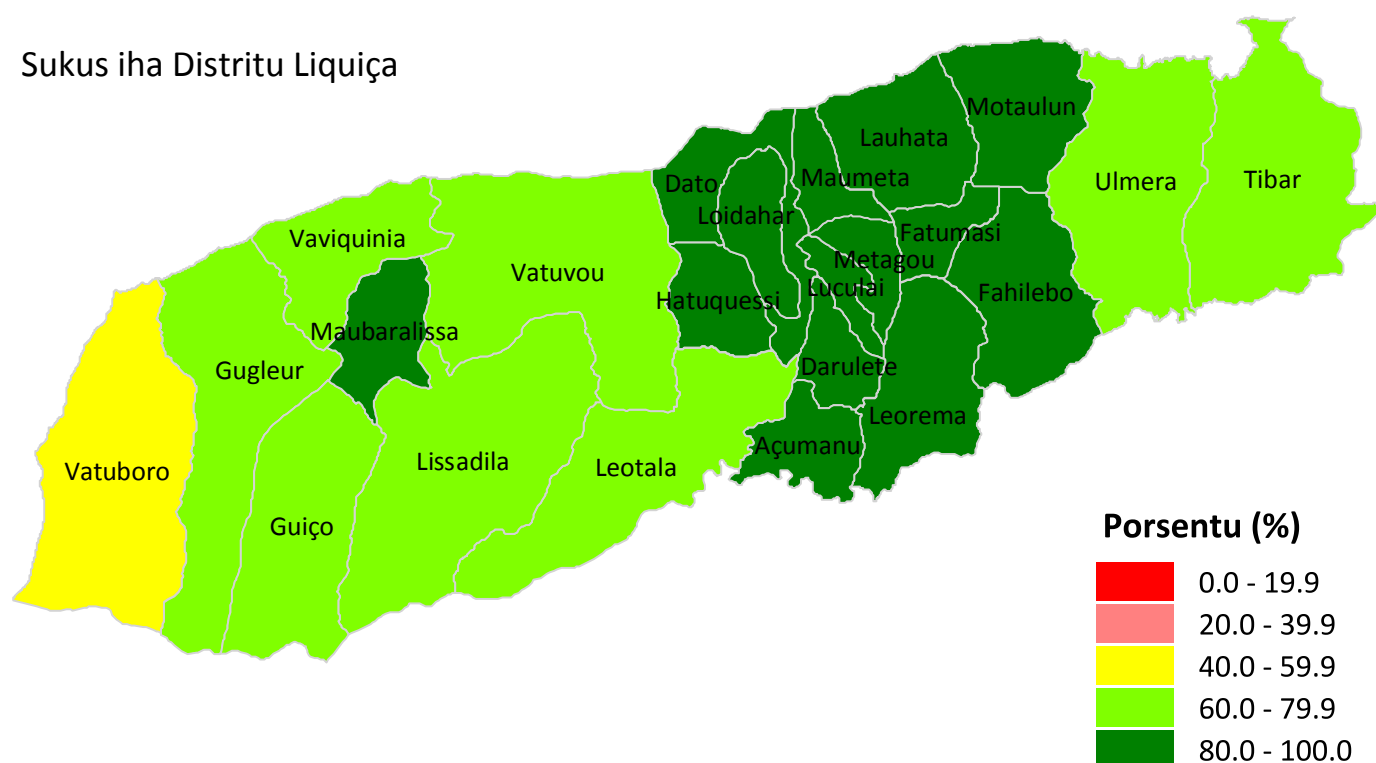 Sukus iha Distritu Liquiça
Motaulun
Lauhata
Maumeta
Dato
Ulmera
Tibar
Loidahar
Fatumasi
Vaviquinia
Metagou
Vatuvou
Luculai
Fahilebo
Hatuquessi
Maubaralissa
Gugleur
Darulete
Leorema
Açumanu
Lissadila
Leotala
Vatuboro
Guiço
Porsentu (%)
0.0 - 19.9
20.0 - 39.9
40.0 - 59.9
60.0 - 79.9
80.0 - 100.0